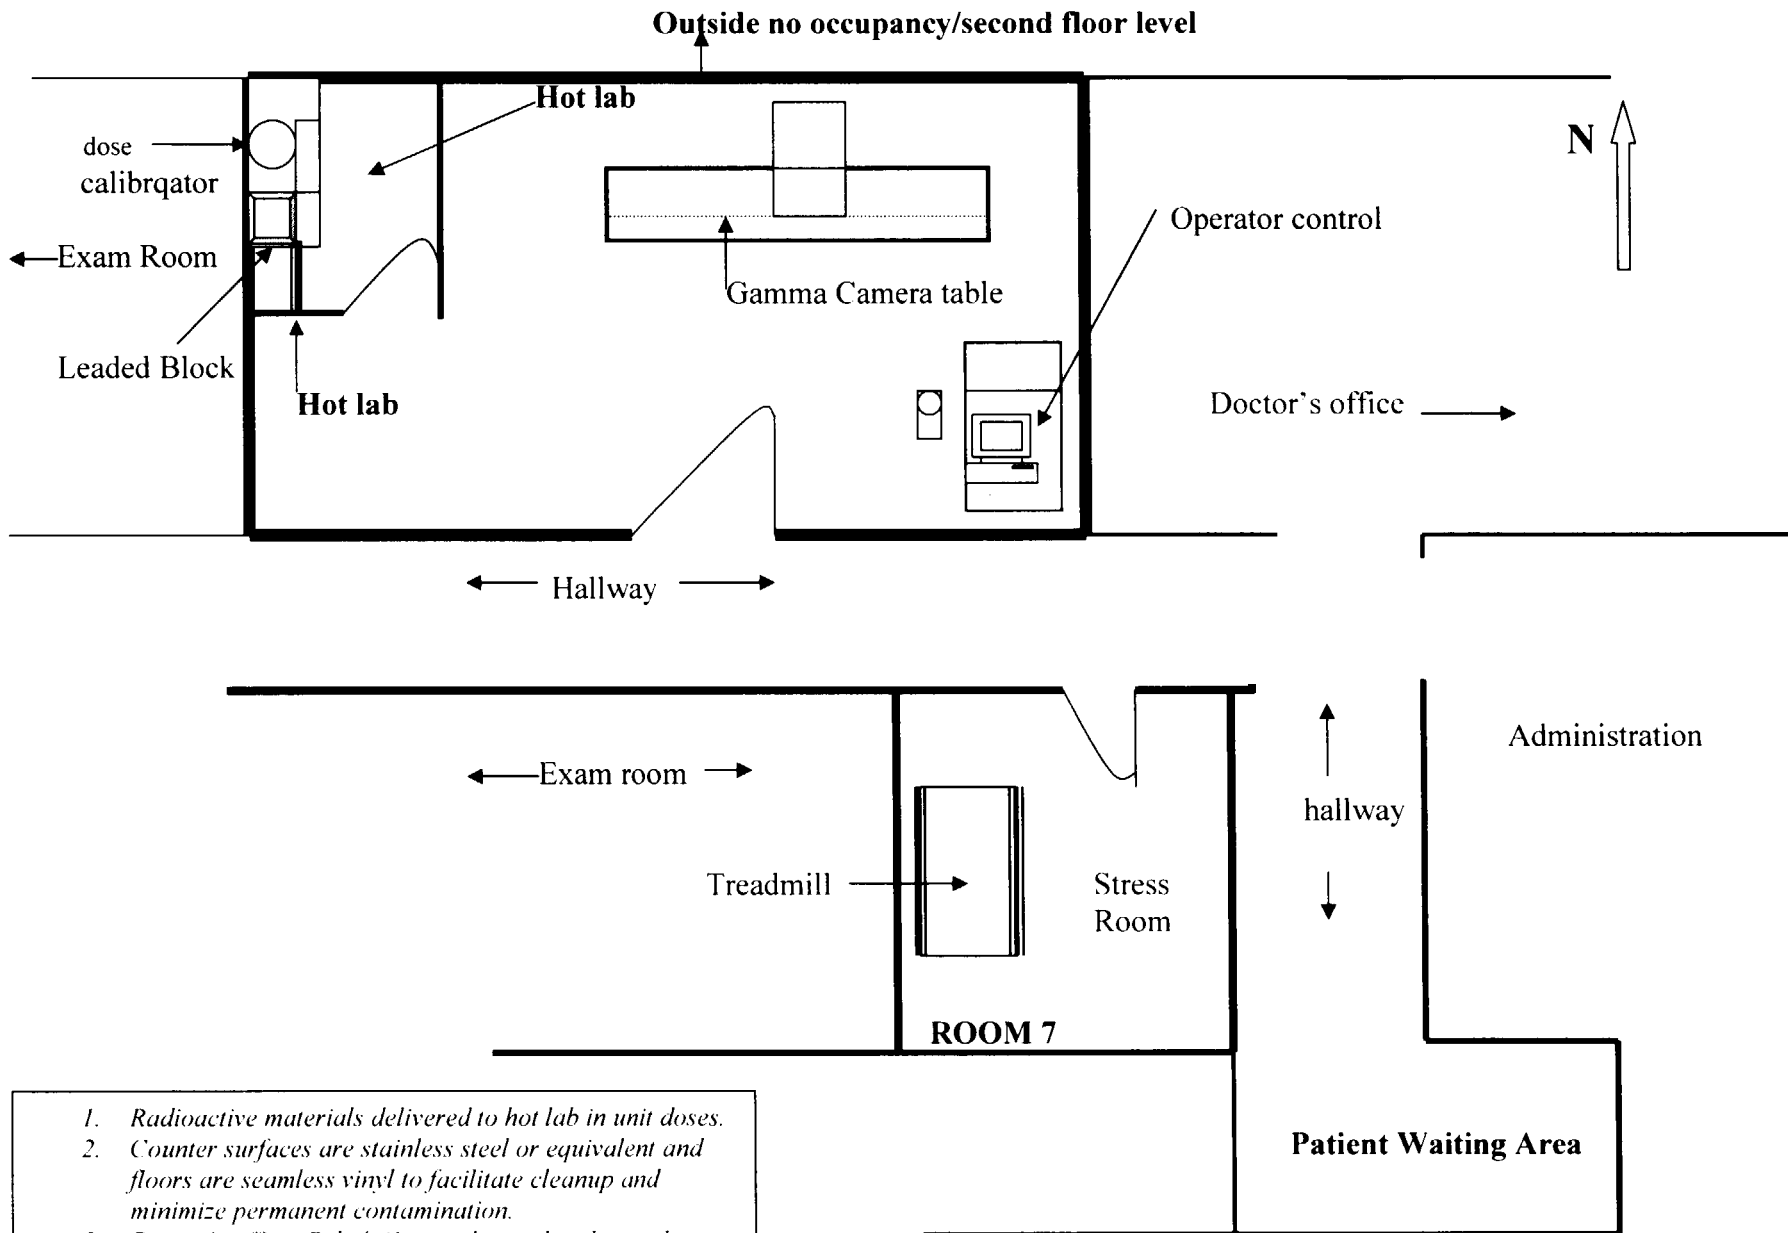 Outside no occupancy/second floor level
Hot lab
N
dose
calibrqator
Operator control
Exam Room
Gamma Camera table
Leaded Block
Hot lab
Doctor's office
Hallway
Administration
Exam room
hallway
Treadmill
Stress
Room
ROOM 7
1. Radioactive materials delivered to hot lab in unit doses.
2. Counter surfaces are stainless steel or equivalent and
floors are seamless vinyl to facilitate cleanup and
minimize permanent contamination.
Patient Waiting Area